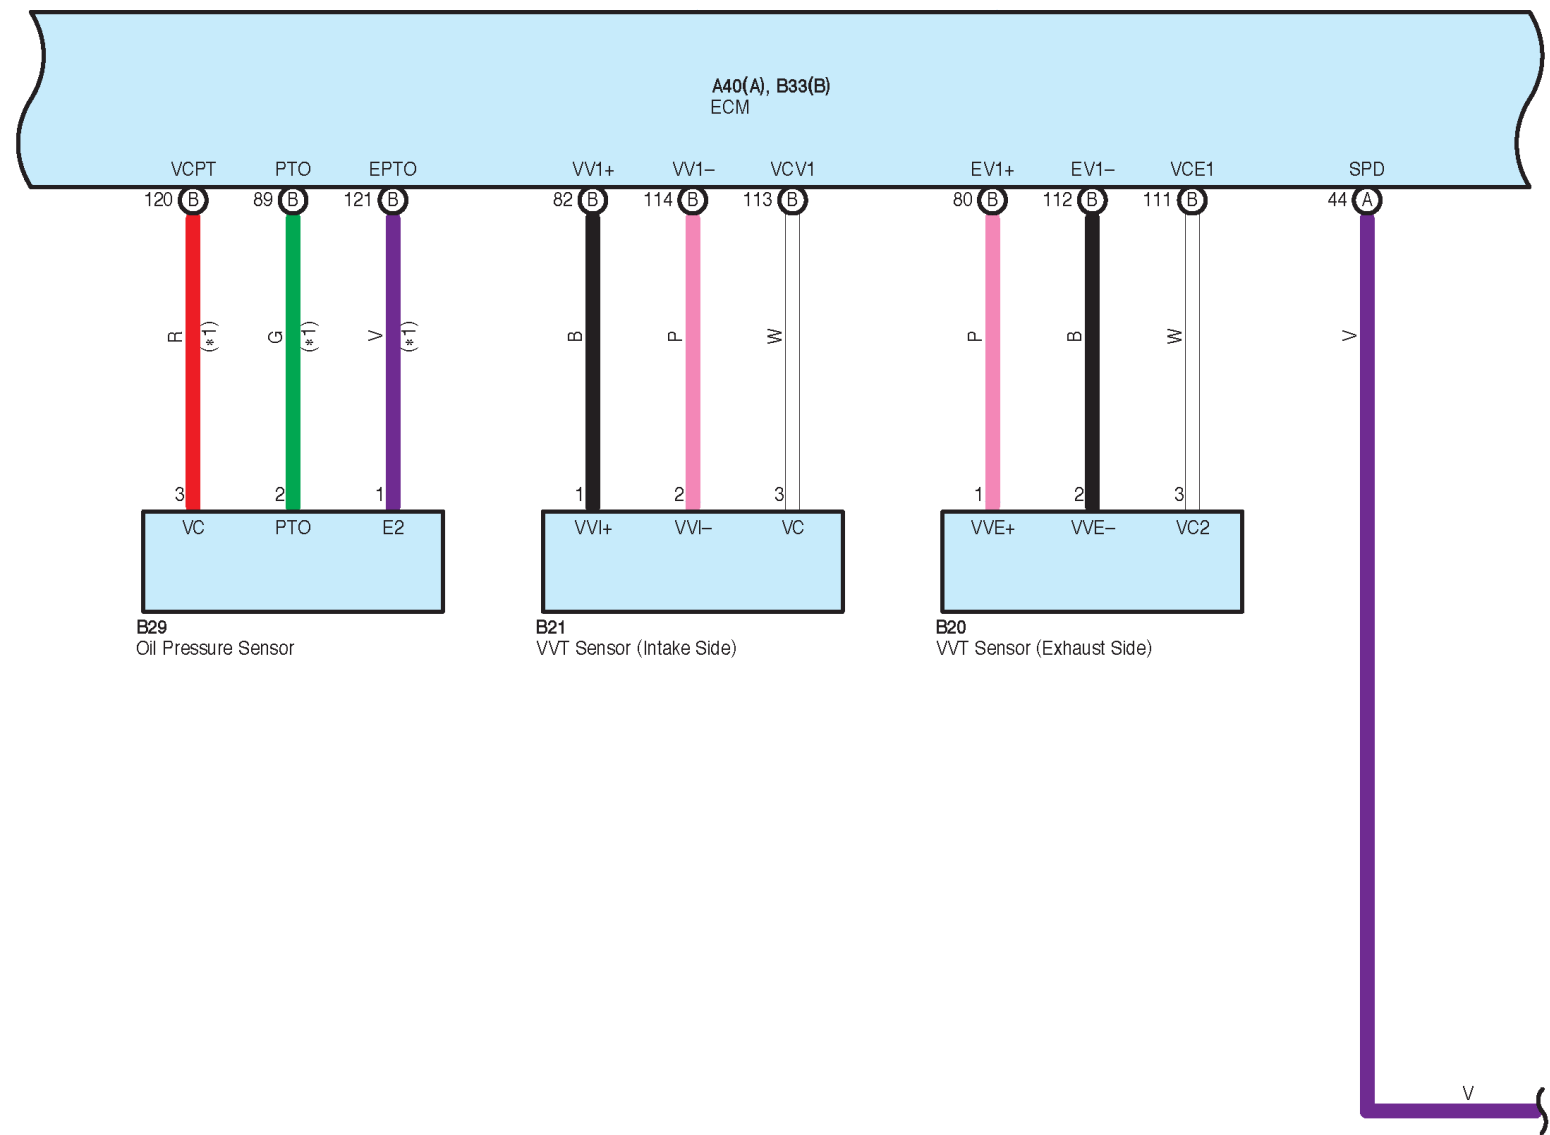 A40(A), B33(B)
ECM
VCPT PTO EPTO VV1+ VV1– VCV1 EV1+ EV1– VCE1 SPD
120 B 89 B 121 B 82 B 114 B 113 B 80 B 112 B 111 B 44 A
R (*1) G (*1) V (*1) B P W P B W V
3 2 1 1 2 3 1 2 3
VC PTO E2 VVI+ VVI– VC VVE+ VVE– VC2
B29 B21 B20
Oil Pressure Sensor VVT Sensor (Intake Side) VVT Sensor (Exhaust Side)
V